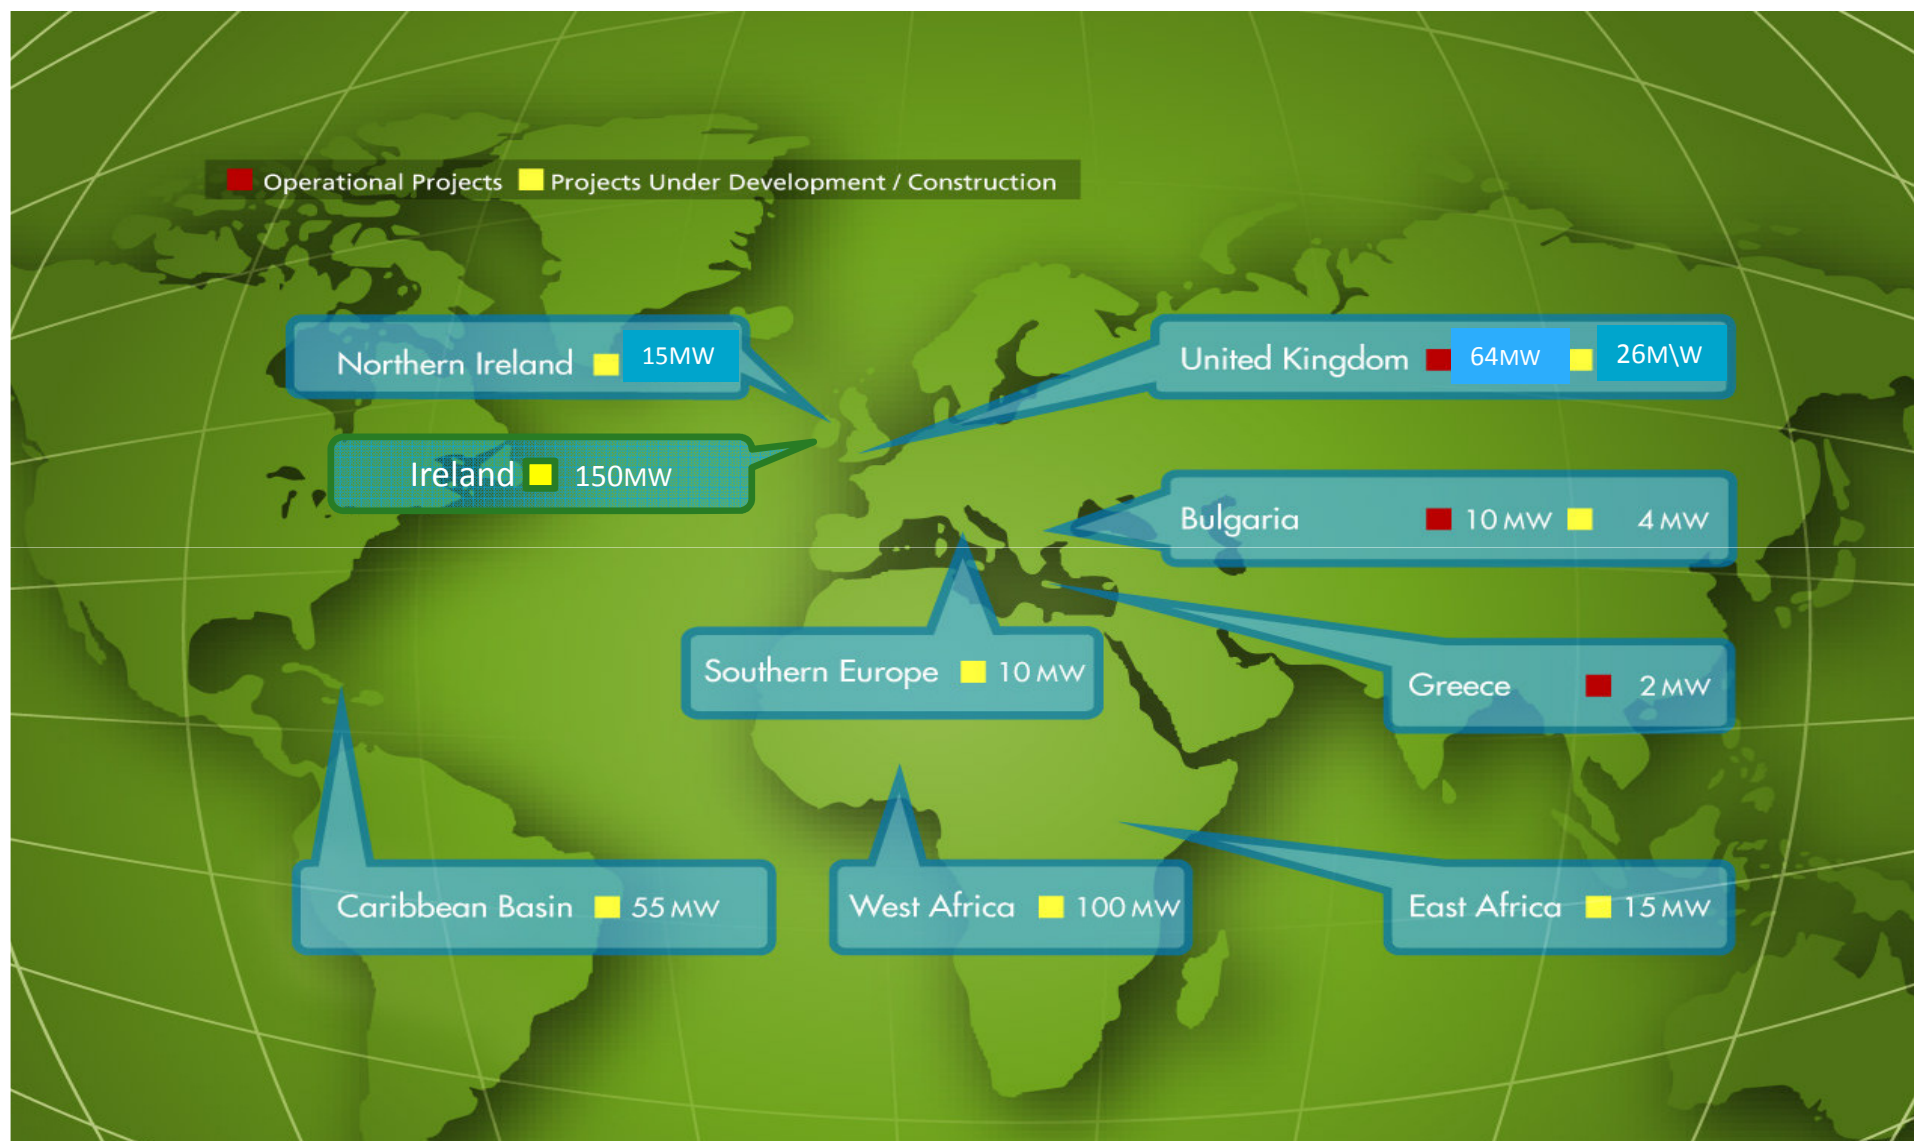 Operational Projects Projects Under Development / Construction
Northern Ireland 15MW
United Kingdom 64MW 26M\W
Ireland 150MW
Bulgaria 10 MW 4 MW
Southern Europe 10 MW
Greece 2 MW
Caribbean Basin 55 MW
West Africa 100 MW
East Africa 15 MW